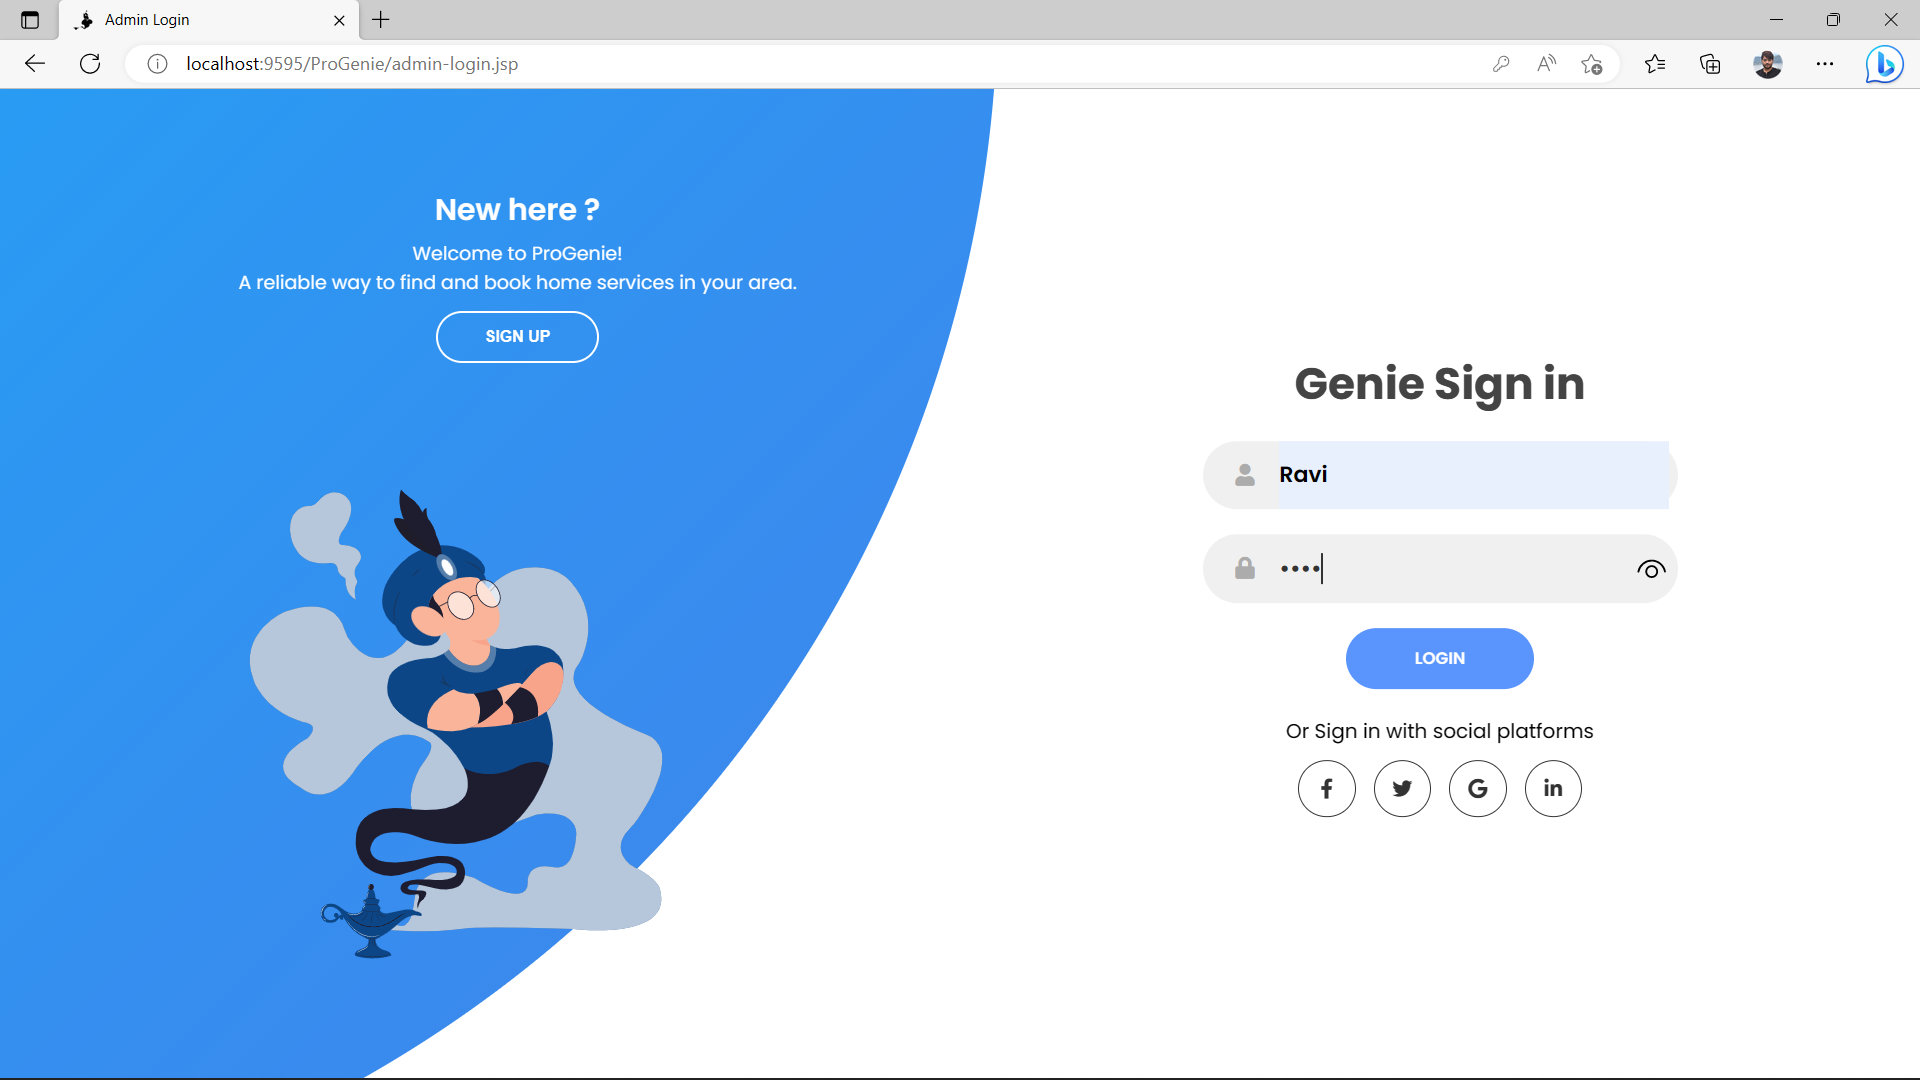 Admin Login
localhost:9595/ProGenie/admin-login.jsp
New here ?
Welcome to ProGenie!
A reliable way to find and book home services in your area.
SIGN UP
Genie Sign in
Ravi
••••
LOGIN
Or Sign in with social platforms